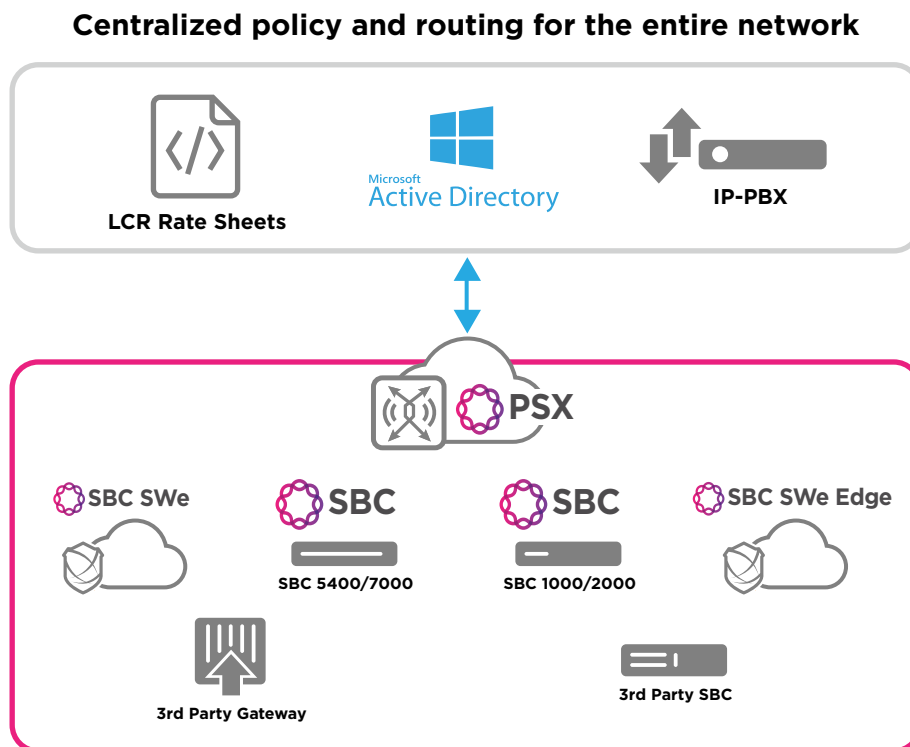 Centralized policy and routing for the entire network
LCR Rate Sheets
Microsoft
Active Directory
IP-PBX
PSX
SBC SWe
SBC
SBC
SBC SWe Edge
SBC 5400/7000
SBC 1000/2000
3rd Party Gateway
3rd Party SBC